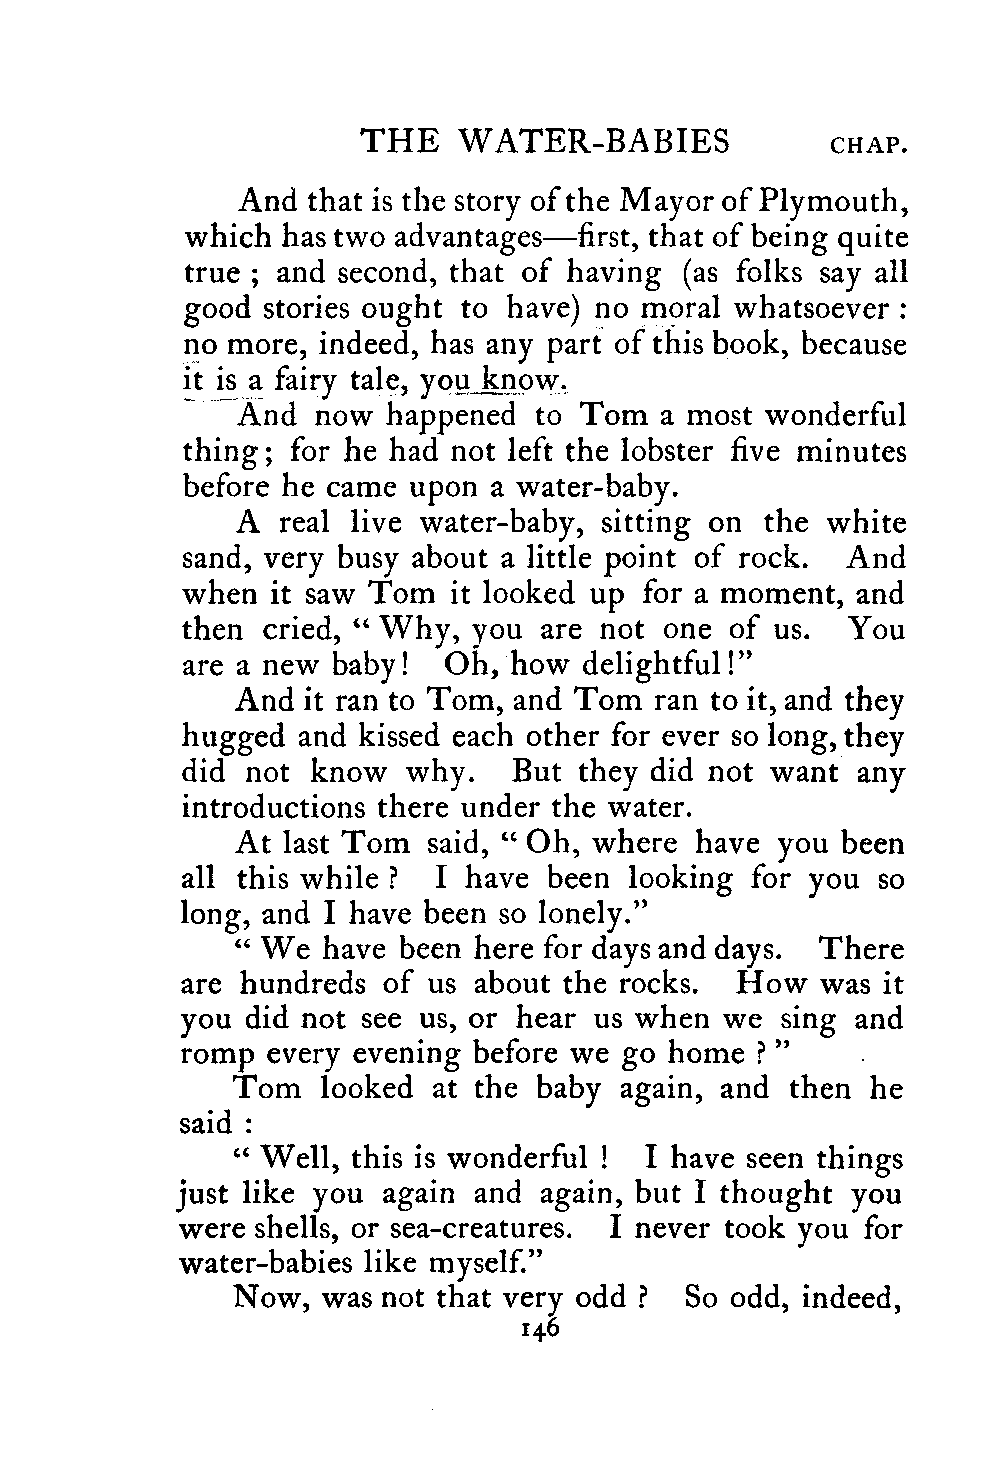 THE WATER-BABIES CHAP.
And that is the story of the Mayor of Plymouth,
which has two advantages—first, that of being quite
true ; and second, that of having (as folks say all
good stories ought to have) no moral whatsoever :
no more, indeed, has any part of this book, because
it is a fairy tale, you know.
And now happened to Tom a most wonderful
thing; for he had not left the lobster five minutes
before he came upon a water-baby.
A real live water-baby, sitting on the white
sand, very busy about a little point of rock. And
when it saw Tom it looked up for a moment, and
then cried, “ Why, you are not one of us. You
are a new baby! Oh, how delightful!”
And it ran to Tom, and Tom ran to it, and they
hugged and kissed each other for ever so long, they
did not know why. But they did not want any
introductions there under the water.
At last Tom said, “ Oh, where have you been
all this while ? I have been looking for you so
long, and I have been so lonely.”
“ We have been here for days and days. There
are hundreds of us about the rocks. How was it
you did not see us, or hear us when we sing and
romp every evening before we go home ? ”
Tom looked at the baby again, and then he
said :
“ Well, this is wonderful ! I have seen things
just like you again and again, but I thought you
were shells, or sea-creatures. I never took you for
water-babies like myself.”
Now, was not that very odd ? So odd, indeed,
146